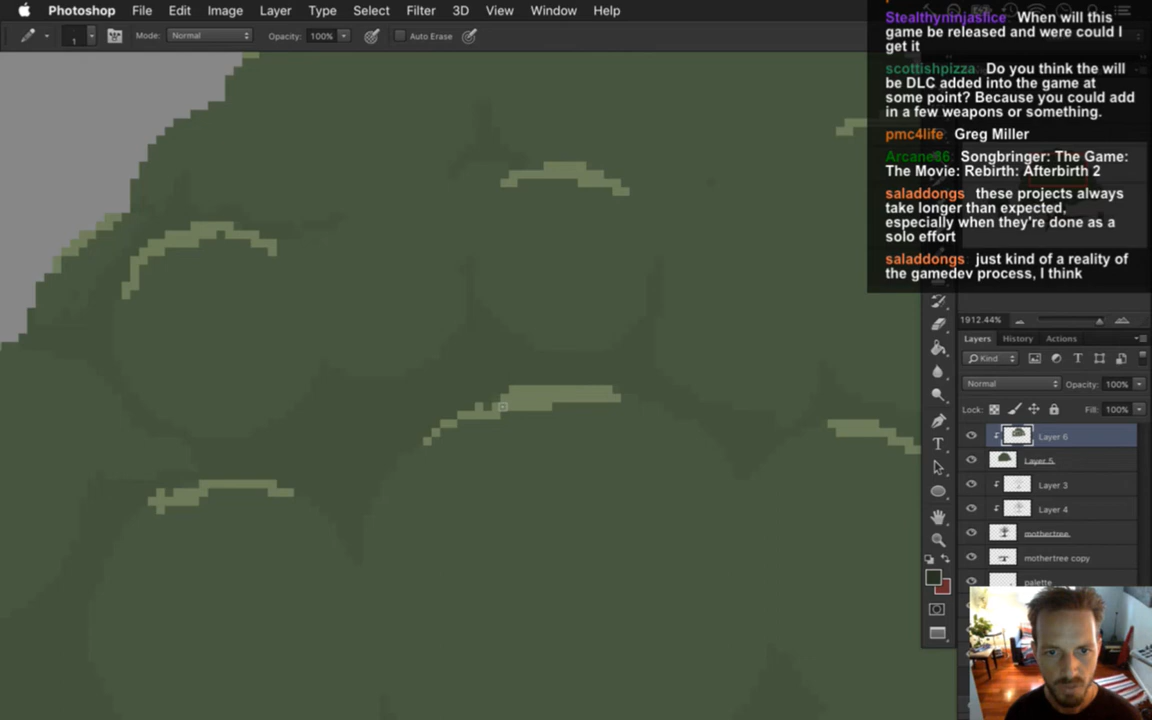 Photoshop File Edit Image Layer Type Select Filter 3D View Window Help
1 Mode: Normal Opacity: 100% Auto Erase
Stealthyninjaslice When will this
game be released and were could I
get it
scottishpizza: Do you think the will
be DLC added into the game at
some point? Because you could add
in a few weapons or something.
pmc4life Greg Miller
Arcane86: Songbringer: The Game:
The Movie: Rebirth: Afterbirth 2
saladdongs these projects always
take longer than expected,
especially when they're done as a
solo effort
saladdongs just kind of a reality of
the gamedev process, I think
1912.44%
Layers History Actions
Kind
Normal Opacity: 100%
Lock: Fill: 100%
Layer 6
Layer 5
Layer 3
Layer 4
mothertree
mothertree copy
palette